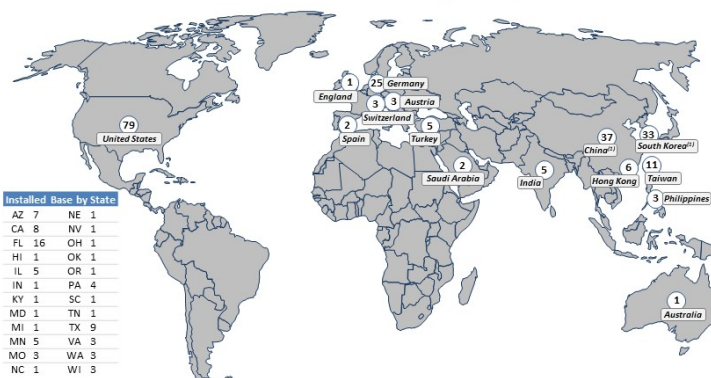 1
England
25 Germany
3
Switzerland
3
Austria
2
Spain
5
Turkey
79
United States
2
Saudi Arabia
5
India
37
China(1)
33
South Korea(1)
6
Hong Kong
11
Taiwan
3 Philippines
1
Australia
Installed Base by State
AZ 7 NE 1
CA 8 NV 1
FL 16 OH 1
HI 1 OK 1
IL 5 OR 1
IN 1 PA 4
KY 1 SC 1
MD 1 TN 1
MI 1 TX 9
MN 5 VA 3
MO 3 WA 3
NC 1 WI 3